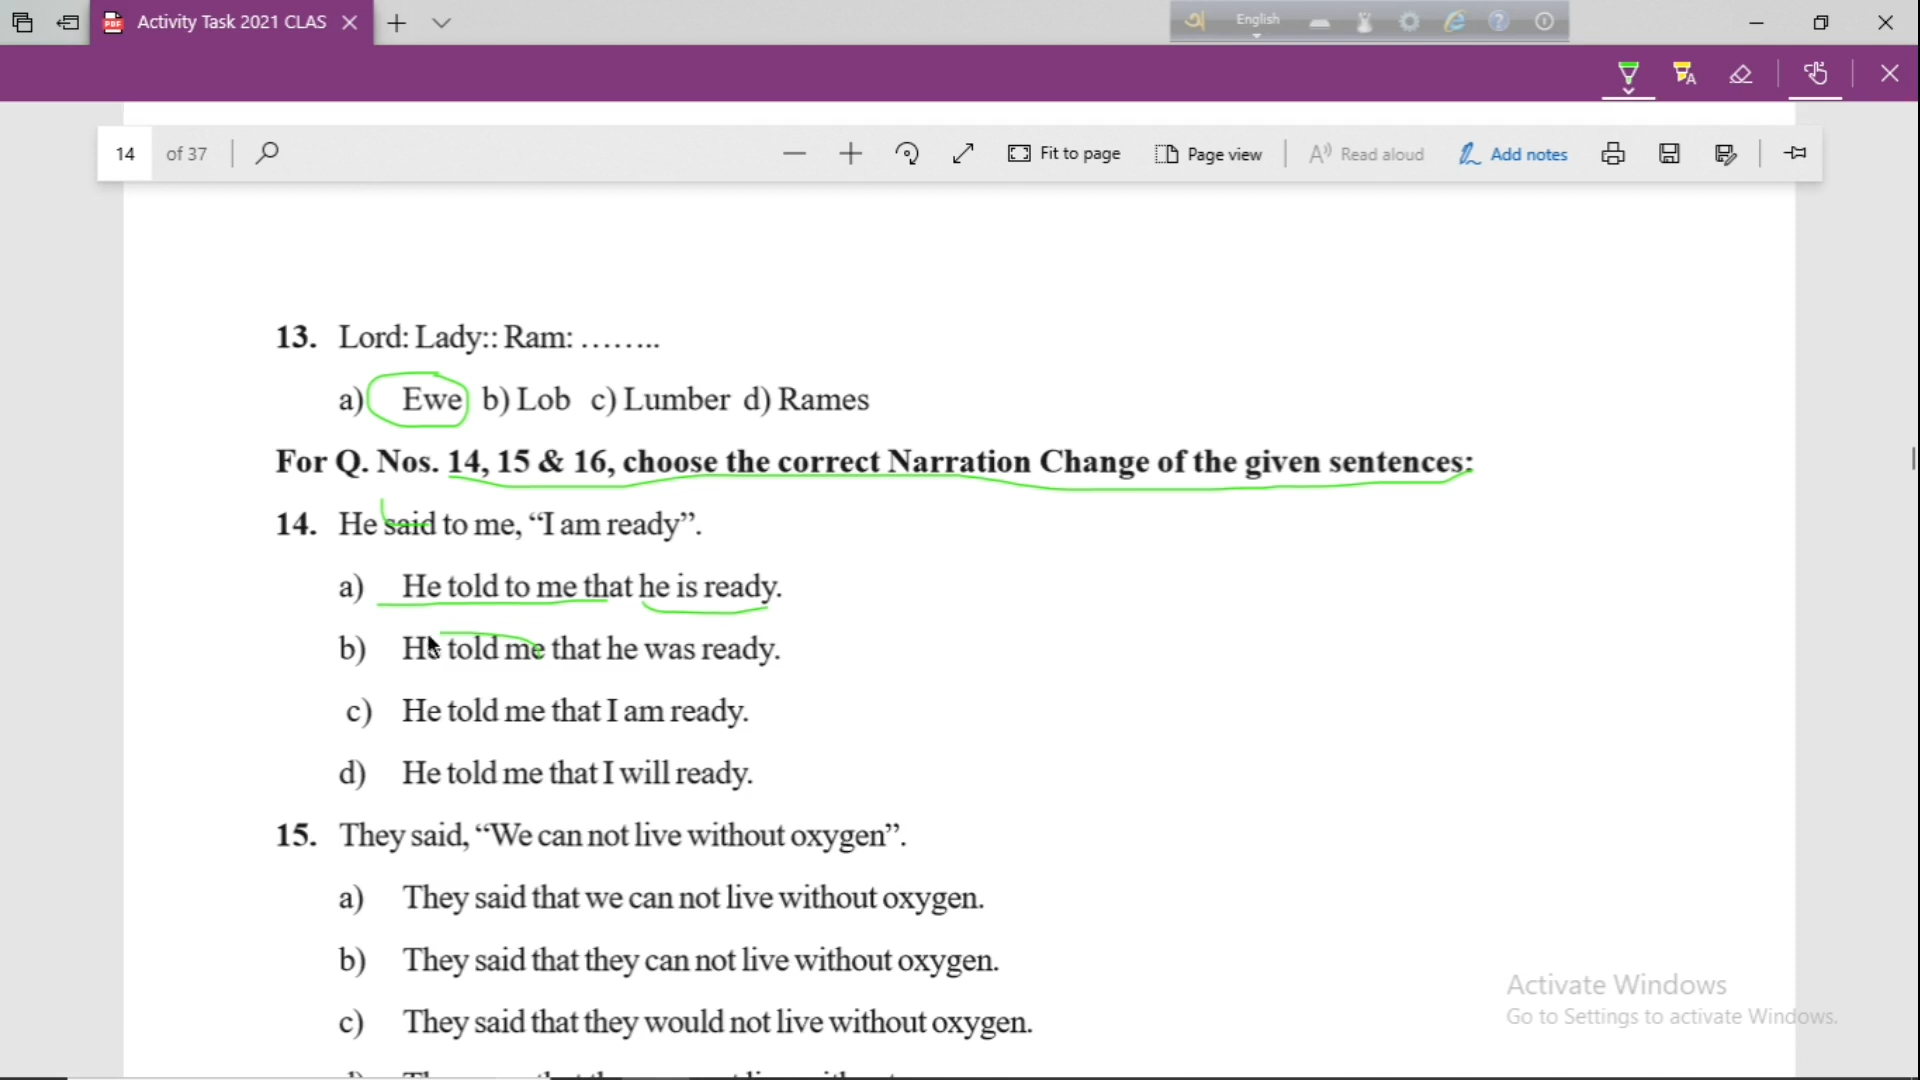 Activity Task 2021 CLAS
English
14 of 37
Fit to page
Page view
Read aloud
Add notes
13. Lord: Lady:: Ram: ........
a) Ewe b) Lob c) Lumber d) Rames
For Q. Nos. 14, 15 & 16, choose the correct Narration Change of the given sentences:
14. He said to me, “I am ready”.
a) He told to me that he is ready.
b) He told me that he was ready.
c) He told me that I am ready.
d) He told me that I will ready.
15. They said, “We can not live without oxygen”.
a) They said that we can not live without oxygen.
b) They said that they can not live without oxygen.
c) They said that they would not live without oxygen.
Activate Windows
Go to Settings to activate Windows.